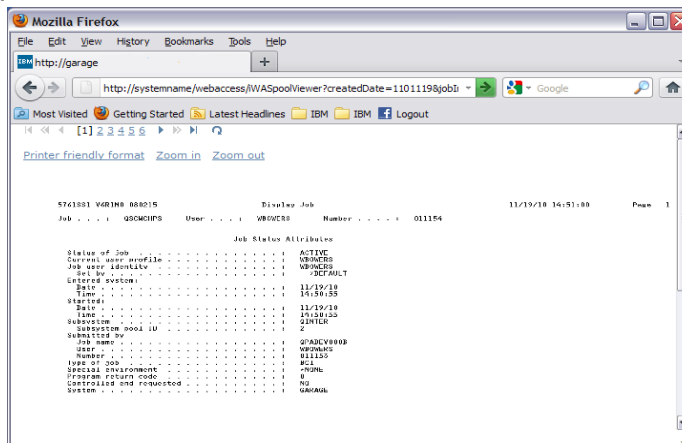 Mozilla Firefox
File Edit View History Bookmarks Tools Help
IBM http://garage +
http://systemname/webaccess/iWASpoolViewer?createdDate=1101119&jobI Google
Most Visited Getting Started Latest Headlines IBM IBM Logout
[1] 2 3 4 5 6
Printer friendly format Zoom in Zoom out
5761SS1 V6R1M0 080215 Display Job 11/19/10 14:51:00 Page 1
Job . . . : QSCWCHPS User . . . : WBOWERS Number . . . . : 011154
Job Status Attributes
Status of job . . . . . . . . . . . . . . . : ACTIVE
Current user profile . . . . . . . . . . . . : WBOWERS
Job user identity . . . . . . . . . . . . . : WBOWERS
Set by . . . . . . . . . . . . . . . . . . : *DEFAULT
Entered system:
Date . . . . . . . . . . . . . . . . . . . : 11/19/10
Time . . . . . . . . . . . . . . . . . . . : 14:50:55
Started:
Date . . . . . . . . . . . . . . . . . . . : 11/19/10
Time . . . . . . . . . . . . . . . . . . . : 14:50:55
Subsystem . . . . . . . . . . . . . . . . . : QINTER
Subsystem pool ID . . . . . . . . . . . . : 2
Submitted by
Job name . . . . . . . . . . . . . . . . . : QPADEV000B
User . . . . . . . . . . . . . . . . . . . : WBOWERS
Number . . . . . . . . . . . . . . . . . . : 011153
Type of job . . . . . . . . . . . . . . . . : BCI
Special environment . . . . . . . . . . . . : *NONE
Program return code . . . . . . . . . . . . : 0
Controlled end requested . . . . . . . . . . : NO
System . . . . . . . . . . . . . . . . . . . : GARAGE